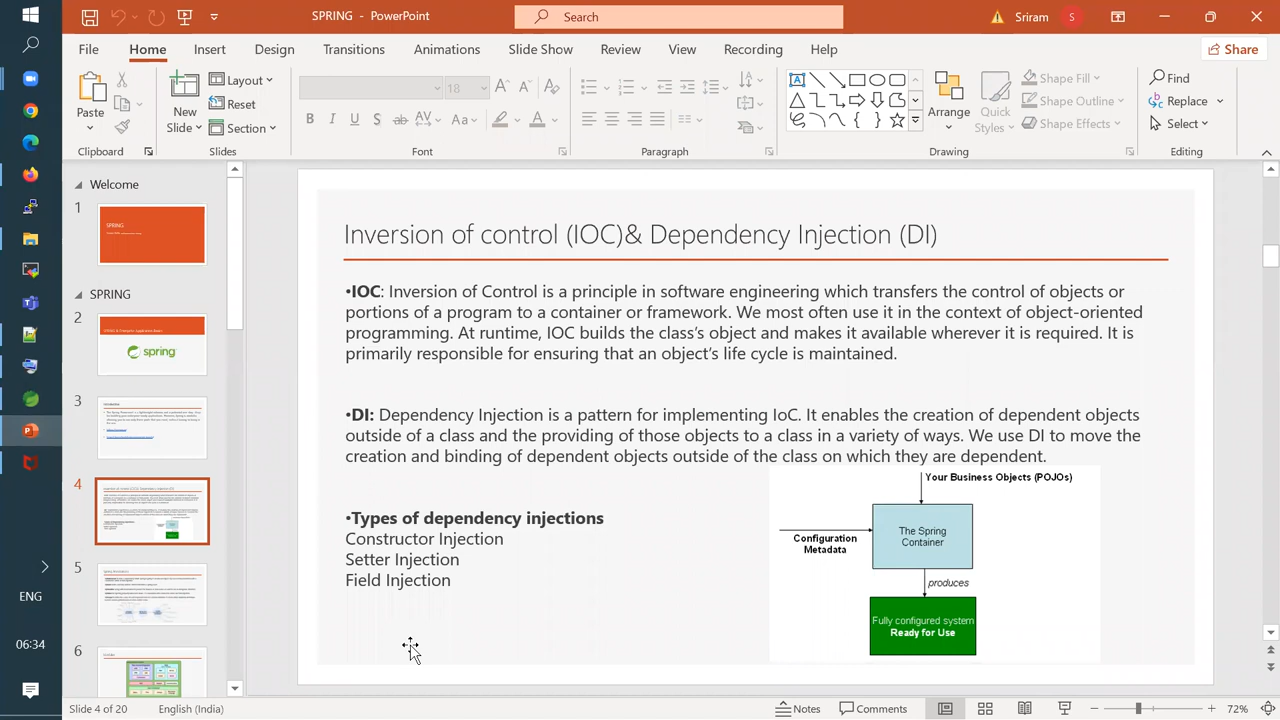 SPRING - PowerPoint
Search
Sriram
S
File
Home
Insert
Design
Transitions
Animations
Slide Show
Review
View
Recording
Help
Share
Paste
Clipboard
New
Slide
Layout
Reset
Section
Slides
18
Font
Paragraph
Arrange
Quick
Styles
Shape Fill
Shape Outline
Shape Effects
Drawing
Find
Replace
Select
Editing
Welcome
1
SPRING
SPRING
2
spring
3
4
5
6
ENG
06:34
Inversion of control (IOC)& Dependency Injection (DI)
•IOC: Inversion of Control is a principle in software engineering which transfers the control of objects or
portions of a program to a container or framework. We most often use it in the context of object-oriented
programming. At runtime, IOC builds the class's object and makes it available wherever it is required. It is
primarily responsible for ensuring that an object's life cycle is maintained.
•DI: Dependency Injection is a pattern for implementing IoC. It enables the creation of dependent objects
outside of a class and the providing of those objects to a class in a variety of ways. We use DI to move the
creation and binding of dependent objects outside of the class on which they are dependent.
•Types of dependency injections
Constructor Injection
Setter Injection
Field Injection
Your Business Objects (POJOs)
Configuration
Metadata
The Spring
Container
produces
Fully configured system
Ready for Use
Slide 4 of 20
English (India)
Notes
Comments
72%